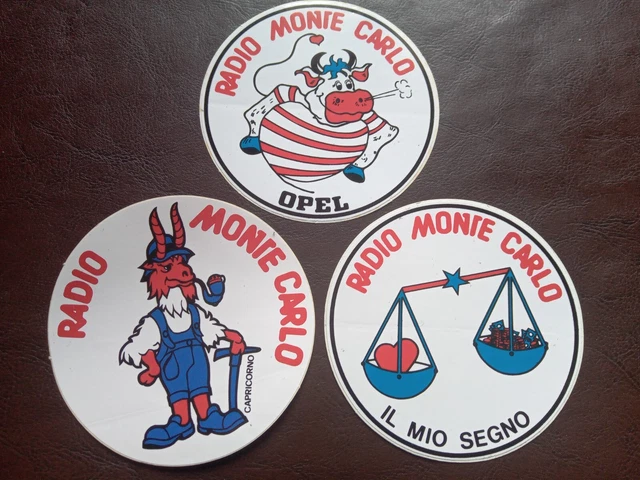 RADIO MONTE CARLO
OPEL
RADIO MONTE CARLO
CAPRICORNO
RADIO MONTE CARLO
IL MIO SEGNO